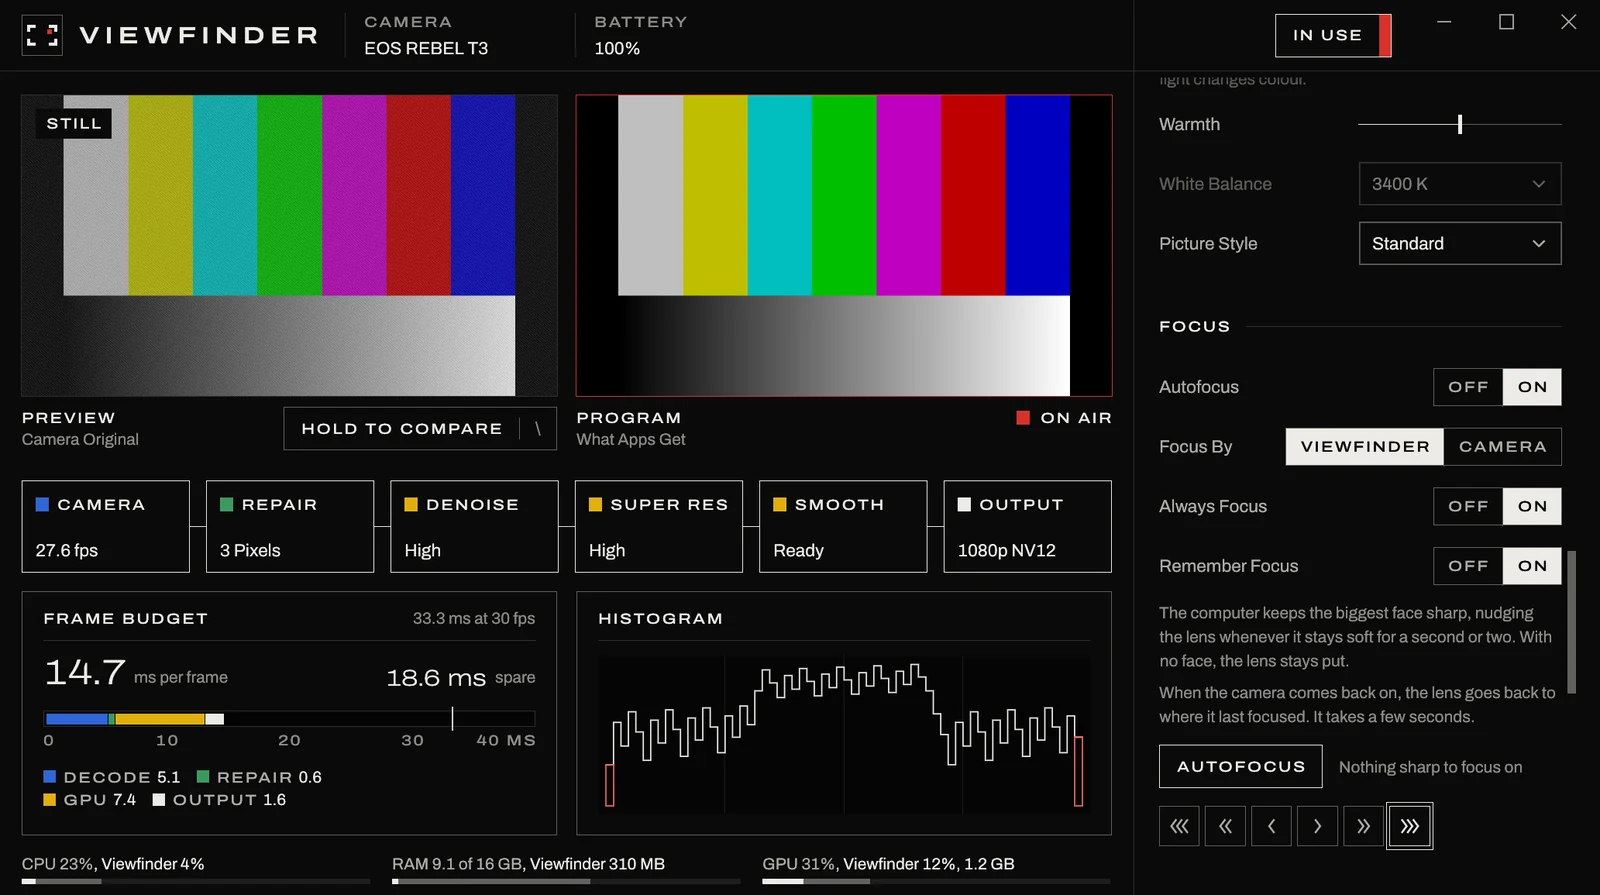 VIEWFINDER
CAMERA
EOS REBEL T3
BATTERY
100%
IN USE
STILL
PREVIEW
Camera Original
HOLD TO COMPARE \
PROGRAM
What Apps Get
ON AIR
CAMERA
27.6 fps
REPAIR
3 Pixels
DENOISE
High
SUPER RES
High
SMOOTH
Ready
OUTPUT
1080p NV12
FRAME BUDGET
33.3 ms at 30 fps
14.7 ms per frame
18.6 ms spare
0 10 20 30 40 MS
DECODE 5.1 REPAIR 0.6
GPU 7.4 OUTPUT 1.6
HISTOGRAM
CPU 23%, Viewfinder 4%
RAM 9.1 of 16 GB, Viewfinder 310 MB
GPU 31%, Viewfinder 12%, 1.2 GB
light changes colour.
Warmth
White Balance
3400 K
Picture Style
Standard
FOCUS
Autofocus
OFF ON
Focus By
VIEWFINDER CAMERA
Always Focus
OFF ON
Remember Focus
OFF ON
The computer keeps the biggest face sharp, nudging
the lens whenever it stays soft for a second or two. With
no face, the lens stays put.
When the camera comes back on, the lens goes back to
where it last focused. It takes a few seconds.
AUTOFOCUS
Nothing sharp to focus on